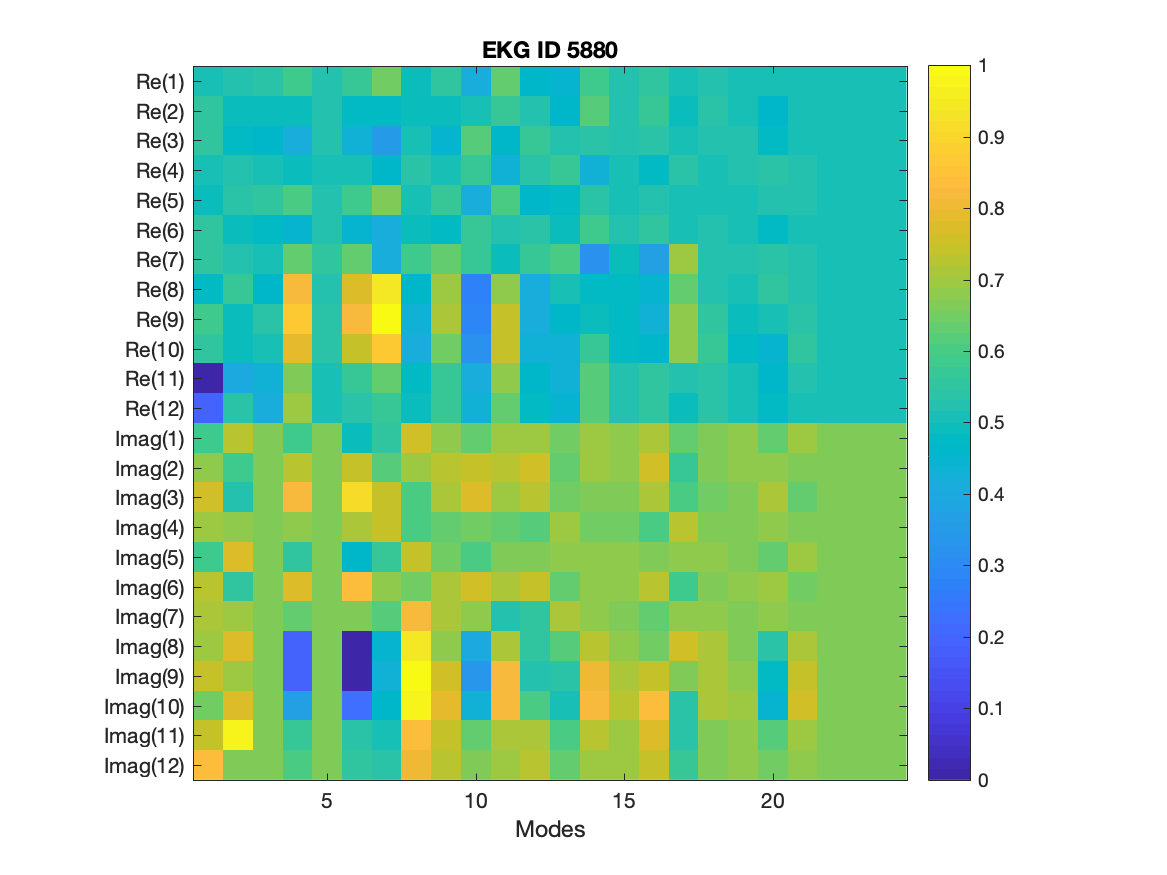 EKG ID 5880
Re(1)
Re(2)
Re(3)
Re(4)
Re(5)
Re(6)
Re(7)
Re(8)
Re(9)
Re(10)
Re(11)
Re(12)
Imag(1)
Imag(2)
Imag(3)
Imag(4)
Imag(5)
Imag(6)
Imag(7)
Imag(8)
Imag(9)
Imag(10)
Imag(11)
Imag(12)
5 10 15 20
Modes
1
0.9
0.8
0.7
0.6
0.5
0.4
0.3
0.2
0.1
0